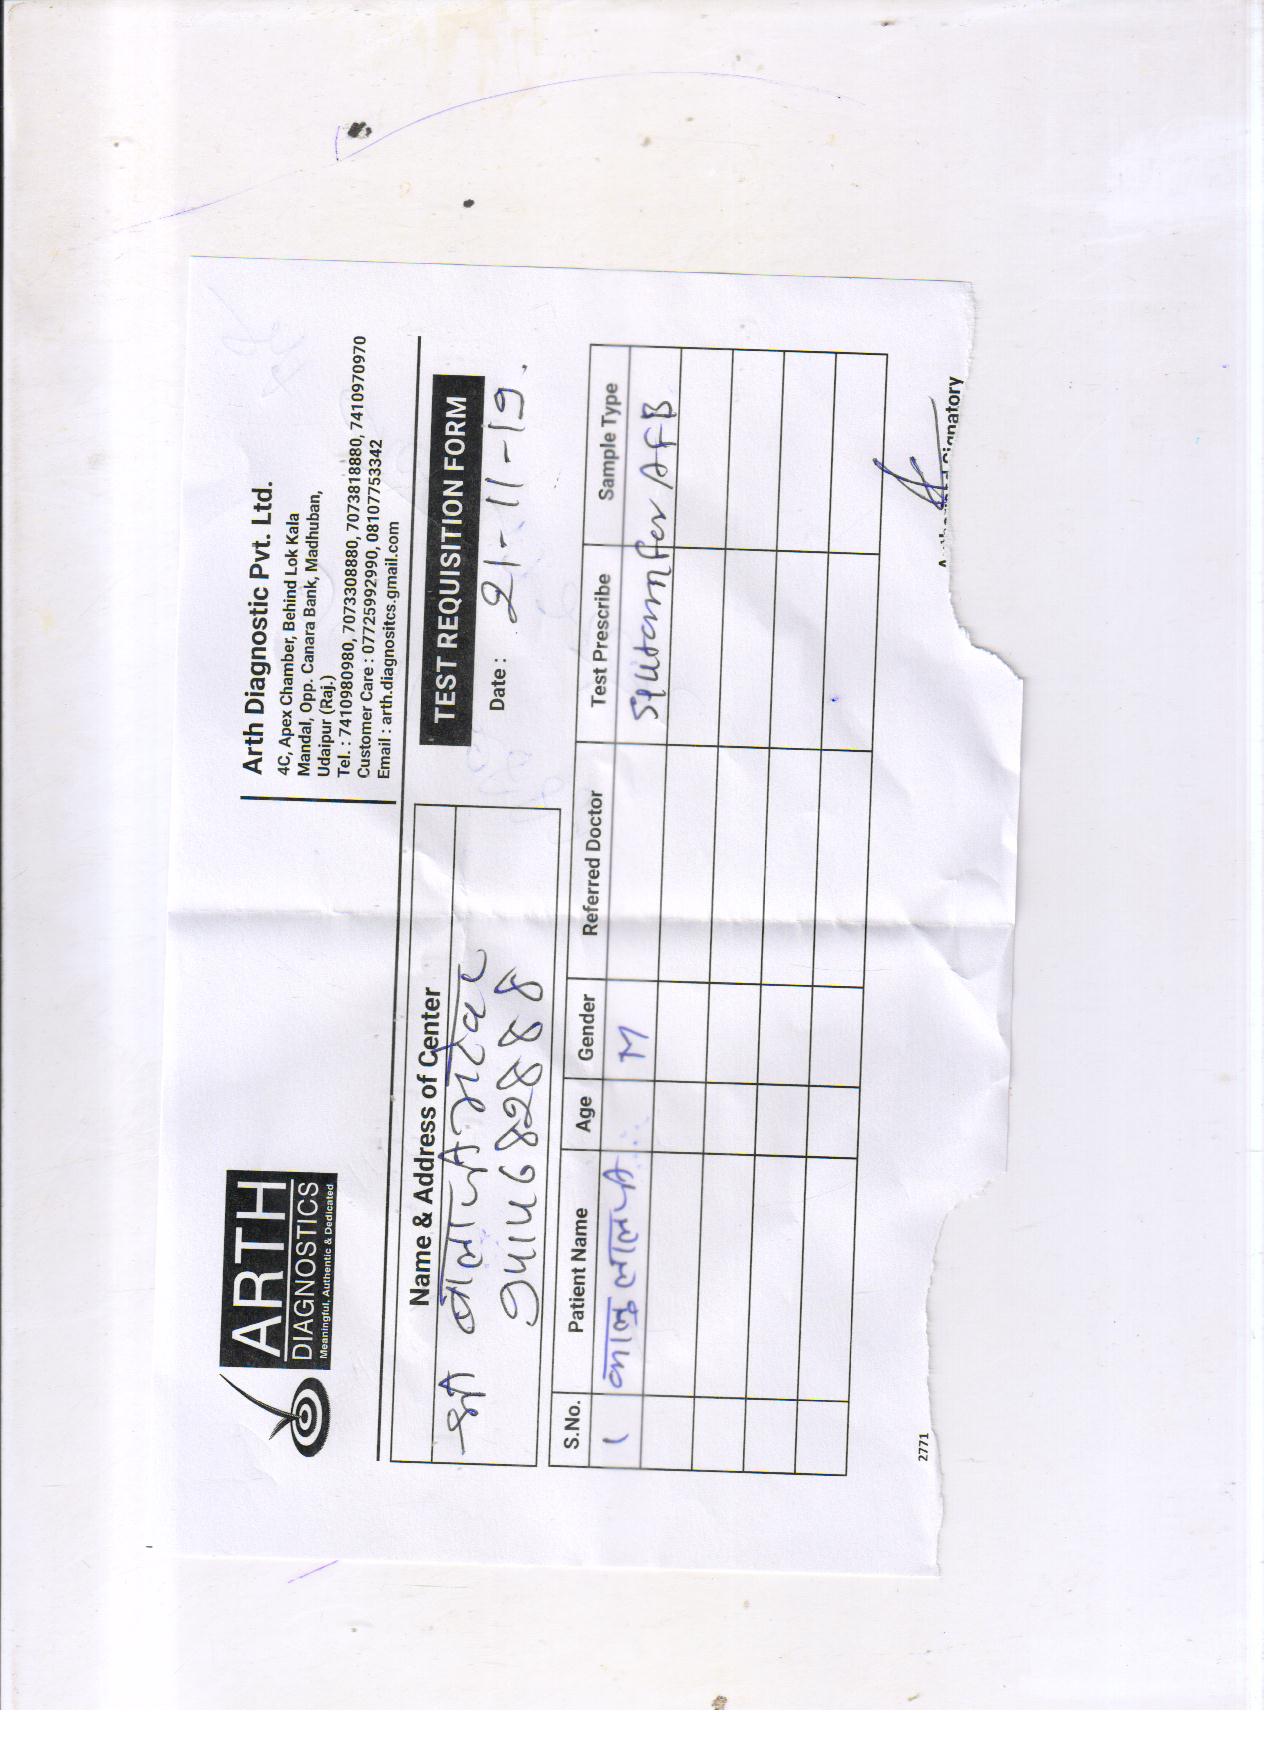 ARTH
DIAGNOSTICS
Meaningful, Authentic & Dedicated
Arth Diagnostic Pvt. Ltd.
4C, Apex Chamber, Behind Lok Kala
Mandal, Opp. Canara Bank, Madhuban,
Udaipur (Raj.)
Tel. : 7410980980, 7073308880, 7073818880, 7410970970
Customer Care : 07725992990, 08107753342
Email : arth.diagnositcs.gmail.com
Name & Address of Center
श्री बालाजी
9414682888
TEST REQUISITION FORM
Date : 21-11-19.
S.No. Patient Name Age Gender Referred Doctor Test Prescribe Sample Type
1 कालुलालजी M for AFB
Signatory
2771